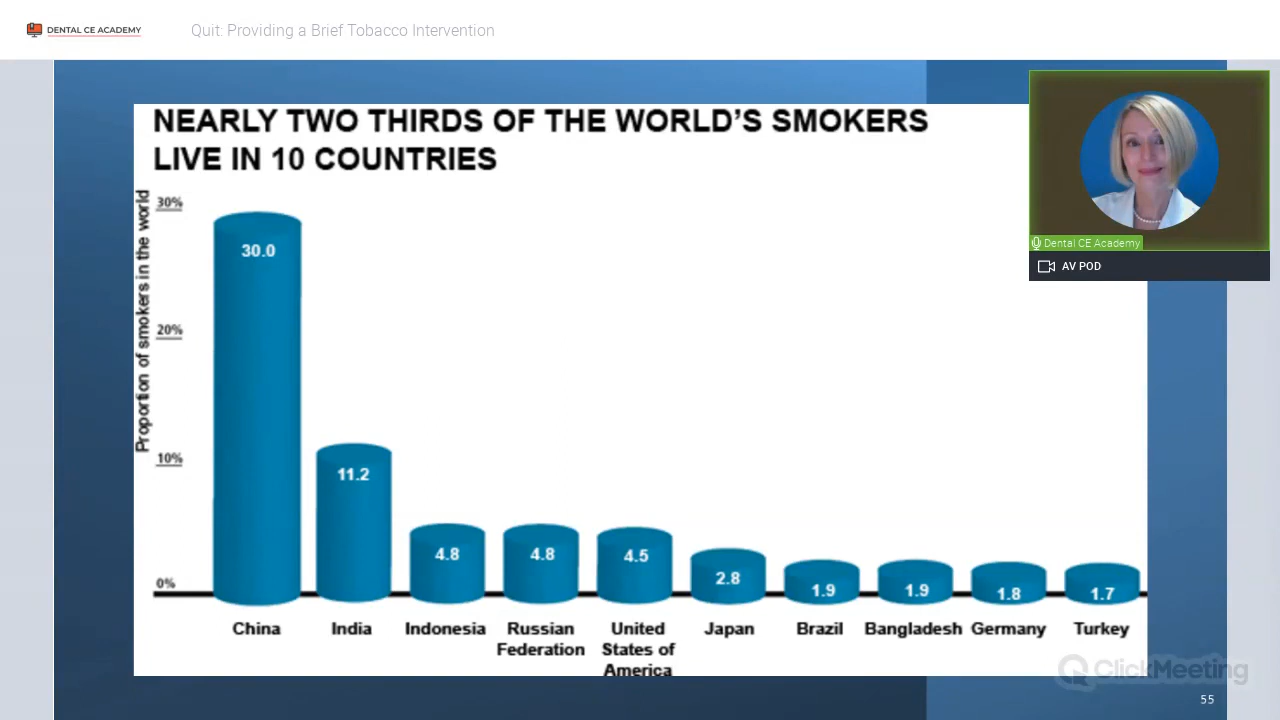 DENTAL CE ACADEMY
Quit: Providing a Brief Tobacco Intervention
NEARLY TWO THIRDS OF THE WORLD'S SMOKERS
LIVE IN 10 COUNTRIES
Dental CE Academy
AV POD
Proportion of smokers in the world
30%
20%
10%
0%
30.0
11.2
4.8
4.8
4.5
2.8
1.9
1.9
1.8
1.7
China
India
Indonesia
Russian
Federation
United
States of
America
Japan
Brazil
Bangladesh
Germany
Turkey
ClickMeeting
55